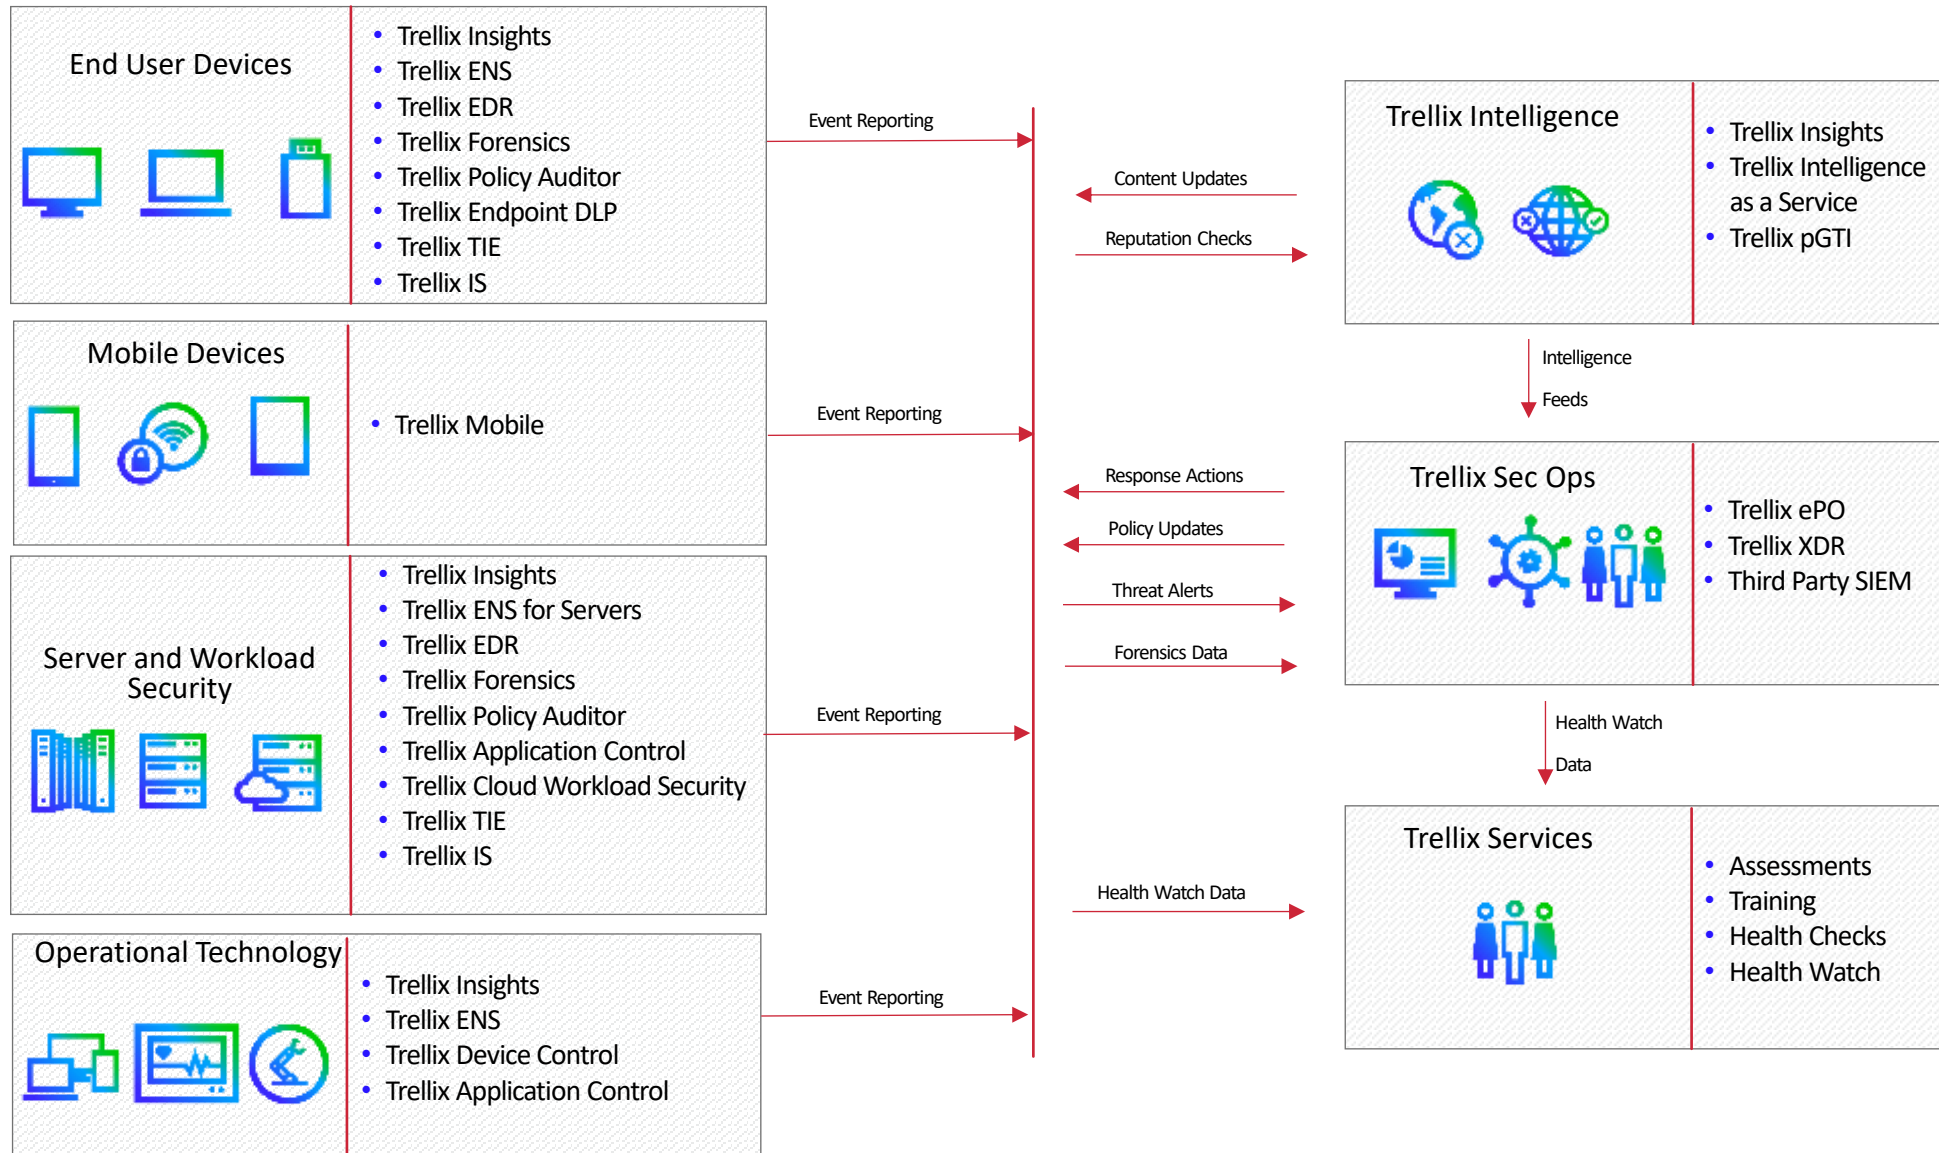 End User Devices
Trellix Insights
Trellix ENS
Trellix EDR
Trellix Forensics
Trellix Policy Auditor
Trellix Endpoint DLP
Trellix TIE
Trellix IS
Event Reporting
Mobile Devices
Trellix Mobile
Event Reporting
Server and Workload
Security
Trellix Insights
Trellix ENS for Servers
Trellix EDR
Trellix Forensics
Trellix Policy Auditor
Trellix Application Control
Trellix Cloud Workload Security
Trellix TIE
Trellix IS
Event Reporting
Operational Technology
Trellix Insights
Trellix ENS
Trellix Device Control
Trellix Application Control
Event Reporting
Content Updates
Reputation Checks
Trellix Intelligence
Trellix Insights
Trellix Intelligence
as a Service
Trellix pGTI
Intelligence
Feeds
Response Actions
Policy Updates
Threat Alerts
Forensics Data
Trellix Sec Ops
Trellix ePO
Trellix XDR
Third Party SIEM
Health Watch
Data
Health Watch Data
Trellix Services
Assessments
Training
Health Checks
Health Watch